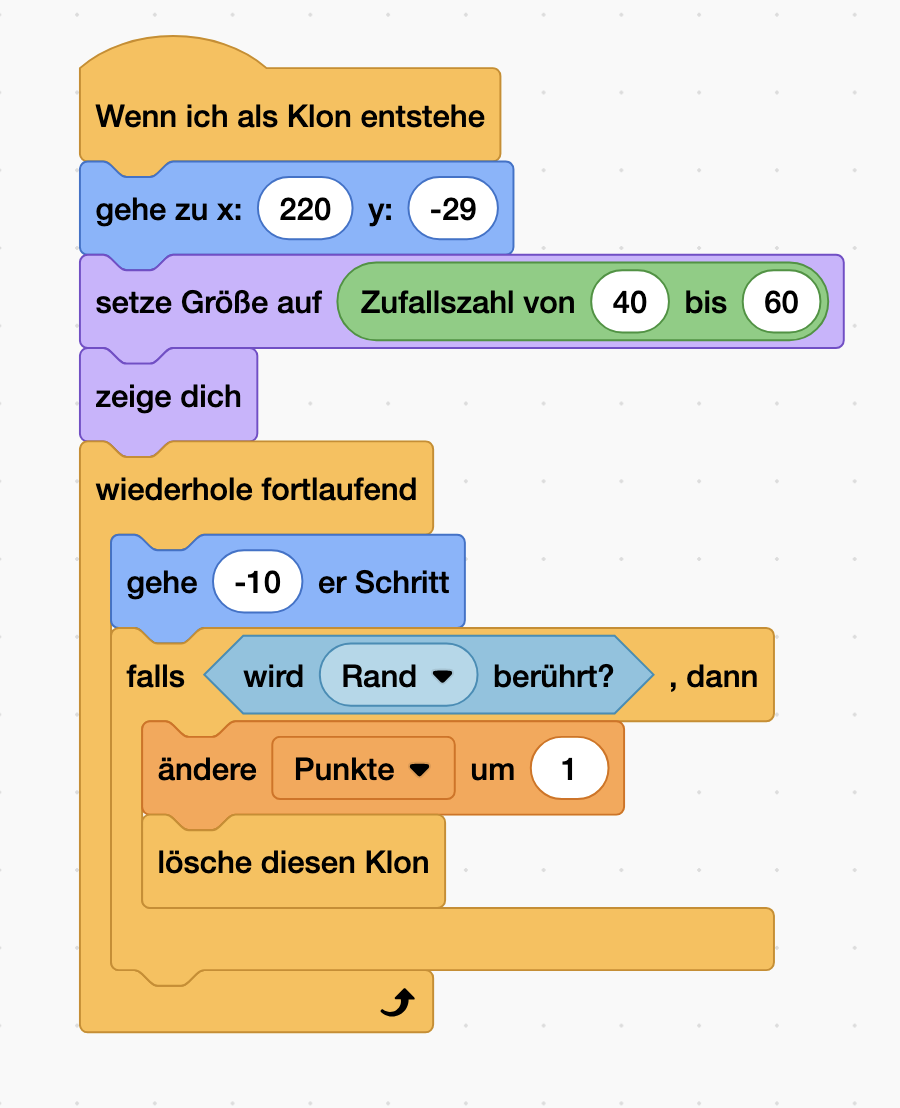 Wenn ich als Klon entstehe
gehe zu x: 220 y: -29
setze Größe auf Zufallszahl von 40 bis 60
zeige dich
wiederhole fortlaufend
gehe -10 er Schritt
falls wird Rand berührt? , dann
ändere Punkte um 1
lösche diesen Klon